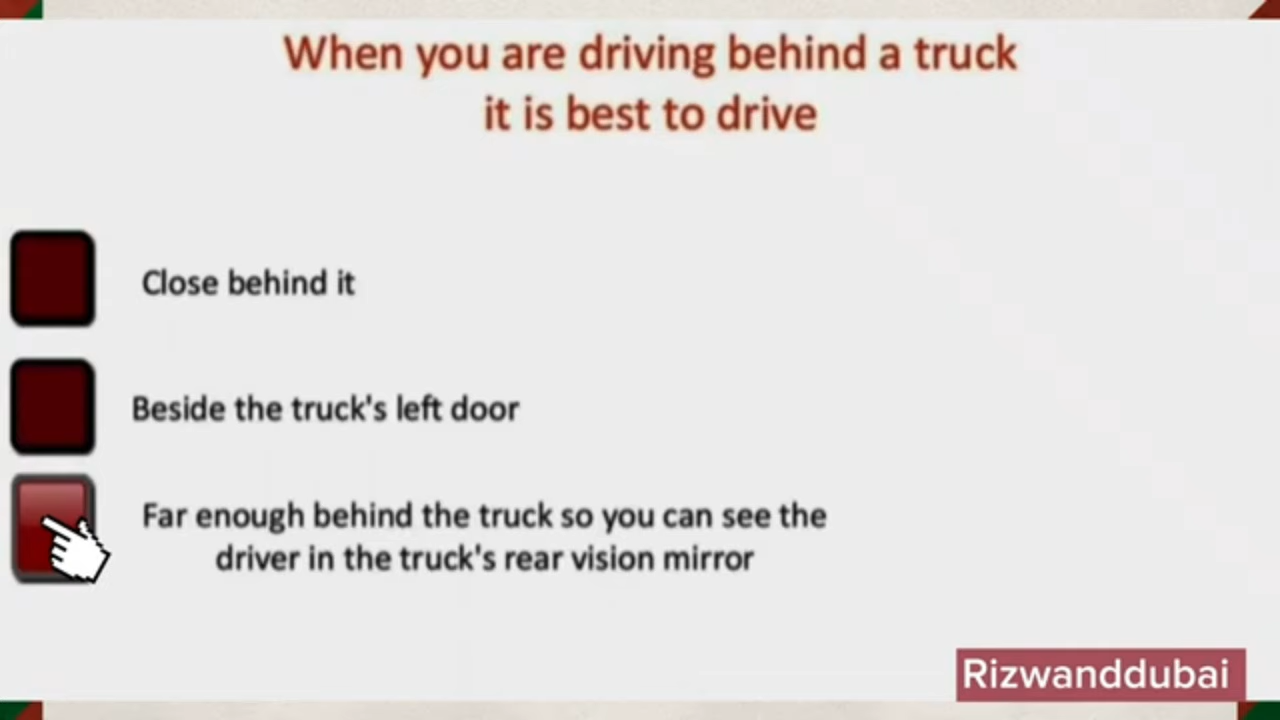 When you are driving behind a truck
it is best to drive
Close behind it
Beside the truck's left door
Far enough behind the truck so you can see the
driver in the truck's rear vision mirror
Rizwanddubai